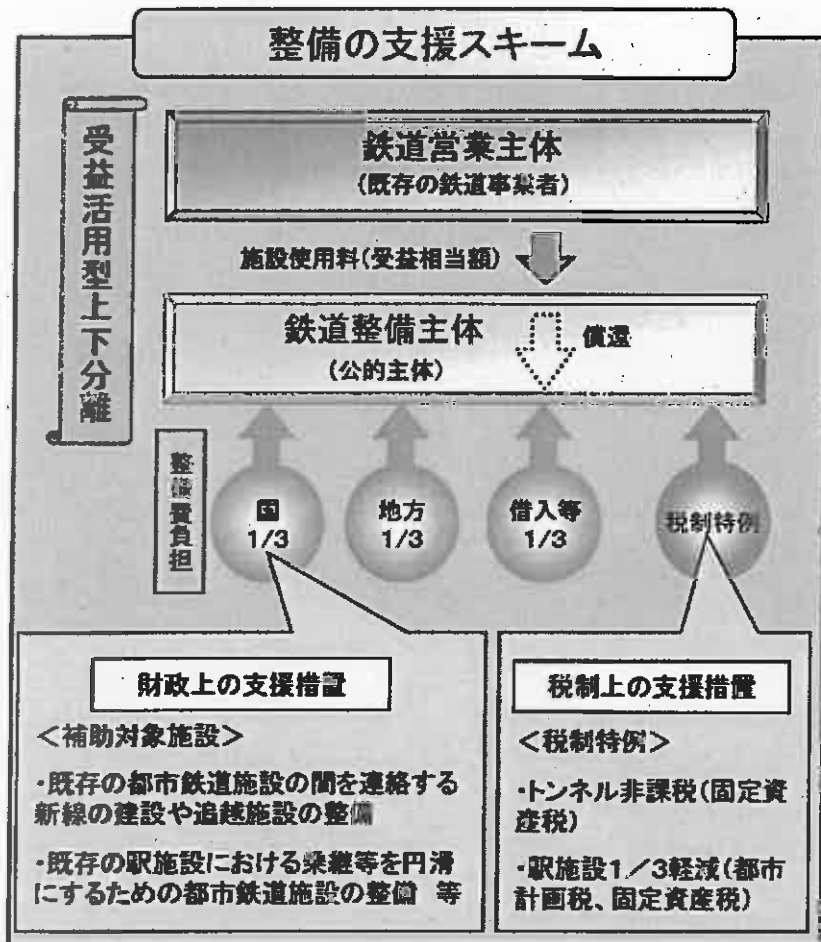 整備の支援スキーム
受益活用型上下分離
鉄道営業主体
(既存の鉄道事業者)
施設使用料(受益相当額)
鉄道整備主体
(公的主体)
償還
整備費負担
国
1/3
地方
1/3
借入等
1/3
税制特例
財政上の支援措置
＜補助対象施設＞
・既存の都市鉄道施設の間を連絡する
新線の建設や追越施設の整備
・既存の駅施設における乗継等を円滑
にするための都市鉄道施設の整備 等
税制上の支援措置
＜税制特例＞
・トンネル非課税(固定資
産税)
・駅施設1／3軽減(都市
計画税、固定資産税)